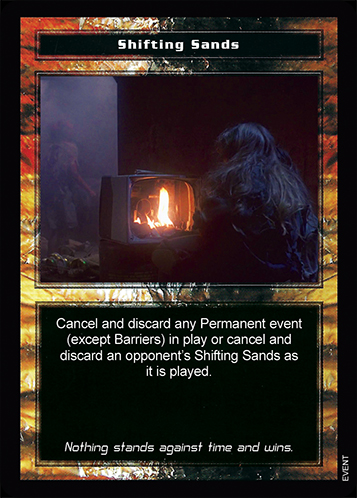 Shifting Sands
Cancel and discard any Permanent event
(except Barriers) in play or cancel and
discard an opponent's Shifting Sands as
it is played.
Nothing stands against time and wins.
EVENT